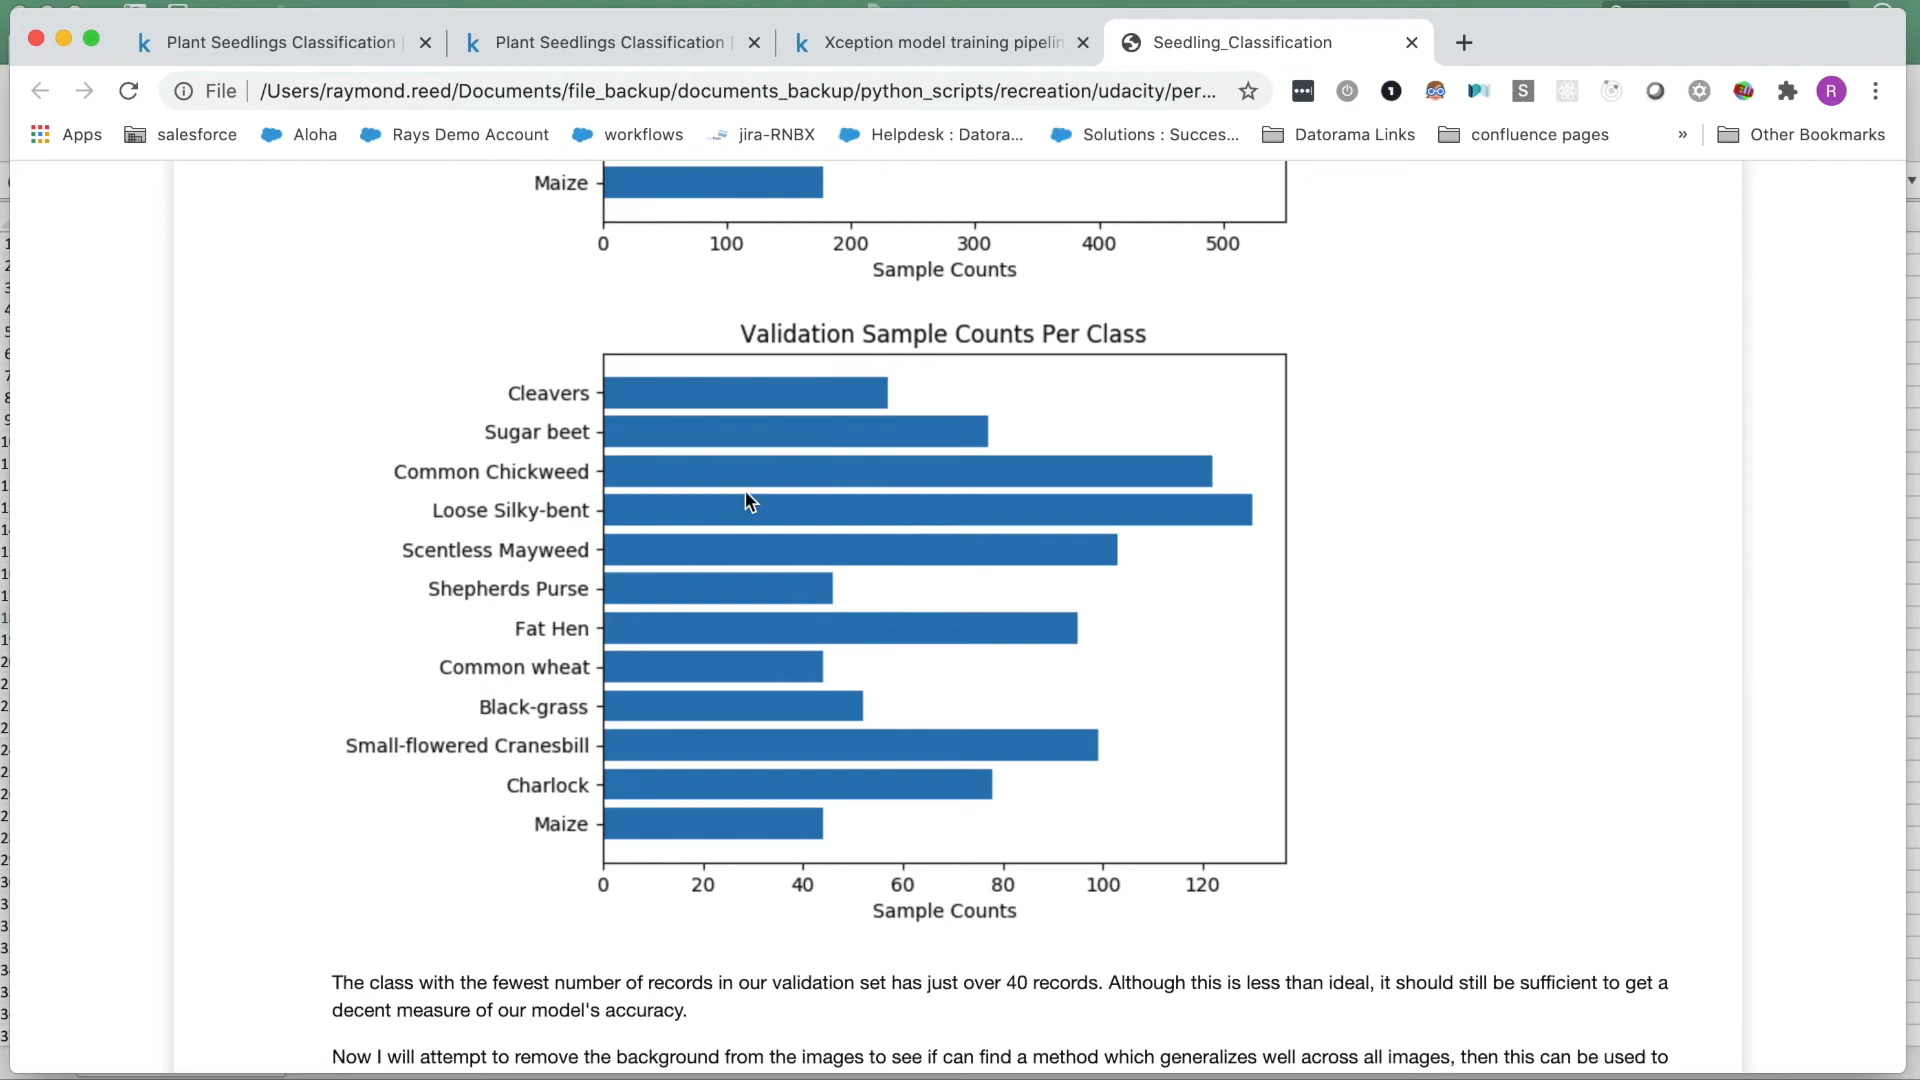 Plant Seedlings Classification
Plant Seedlings Classification
Xception model training pipelin
Seedling_Classification
File /Users/raymond.reed/Documents/file_backup/documents_backup/python_scripts/recreation/udacity/per...
S
R
Apps salesforce Aloha Rays Demo Account workflows jira-RNBX Helpdesk : Datora... Solutions : Succes... Datorama Links confluence pages » Other Bookmarks
Maize
0 100 200 300 400 500
Sample Counts
Validation Sample Counts Per Class
Cleavers
Sugar beet
Common Chickweed
Loose Silky-bent
Scentless Mayweed
Shepherds Purse
Fat Hen
Common wheat
Black-grass
Small-flowered Cranesbill
Charlock
Maize
0 20 40 60 80 100 120
Sample Counts
The class with the fewest number of records in our validation set has just over 40 records. Although this is less than ideal, it should still be sufficient to get a
decent measure of our model's accuracy.
Now I will attempt to remove the background from the images to see if can find a method which generalizes well across all images, then this can be used to